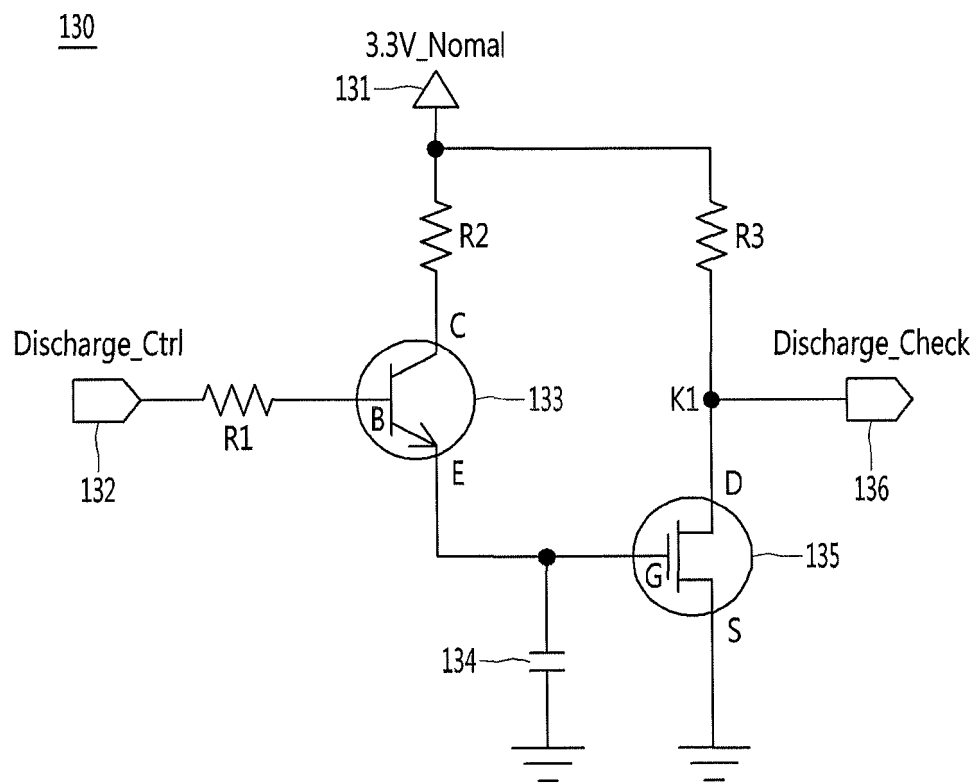 130
3.3V_Nomal
131
R2
R3
C
Discharge_Ctrl
Discharge_Check
B
133
K1
R1
132
E
D
136
G
135
S
134